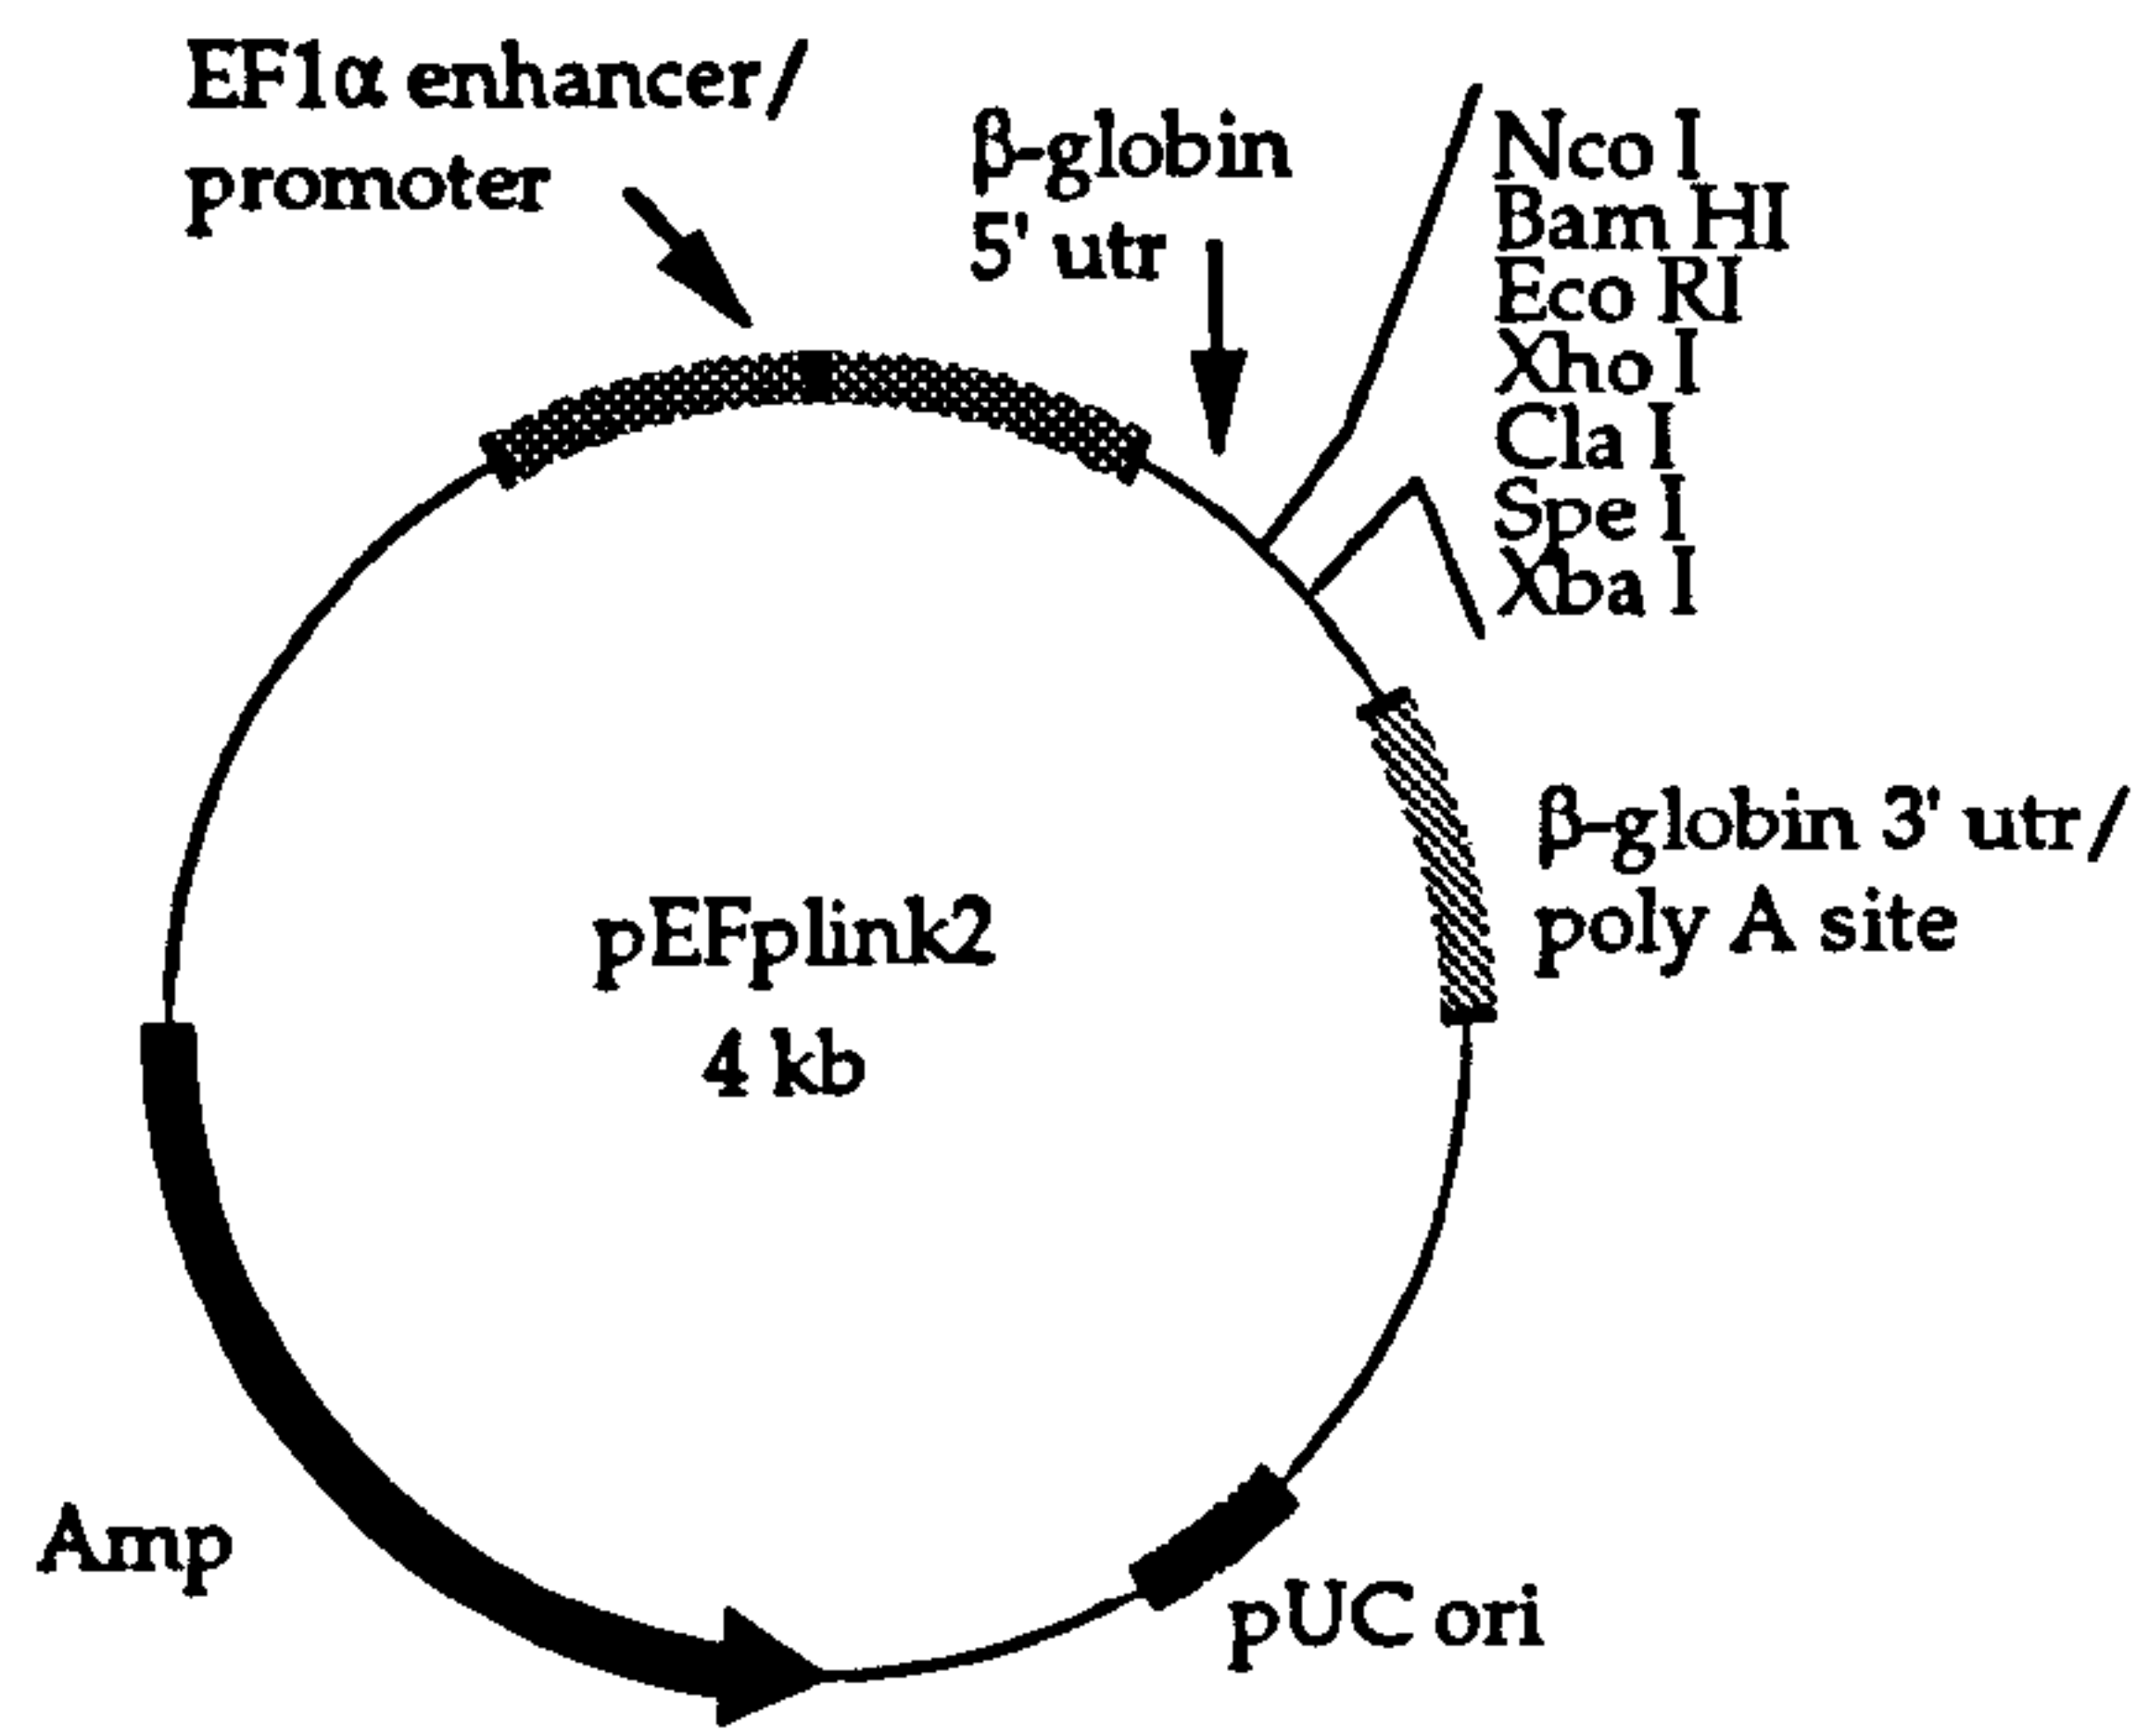 EF1α enhancer/
promoter
β-globin
5' utr
Nco I
Bam HI
Eco RI
Xho I
Cla I
Spe I
Xba I
β-globin 3' utr/
poly A site
pEFplink2
4 kb
Amp
pUC ori